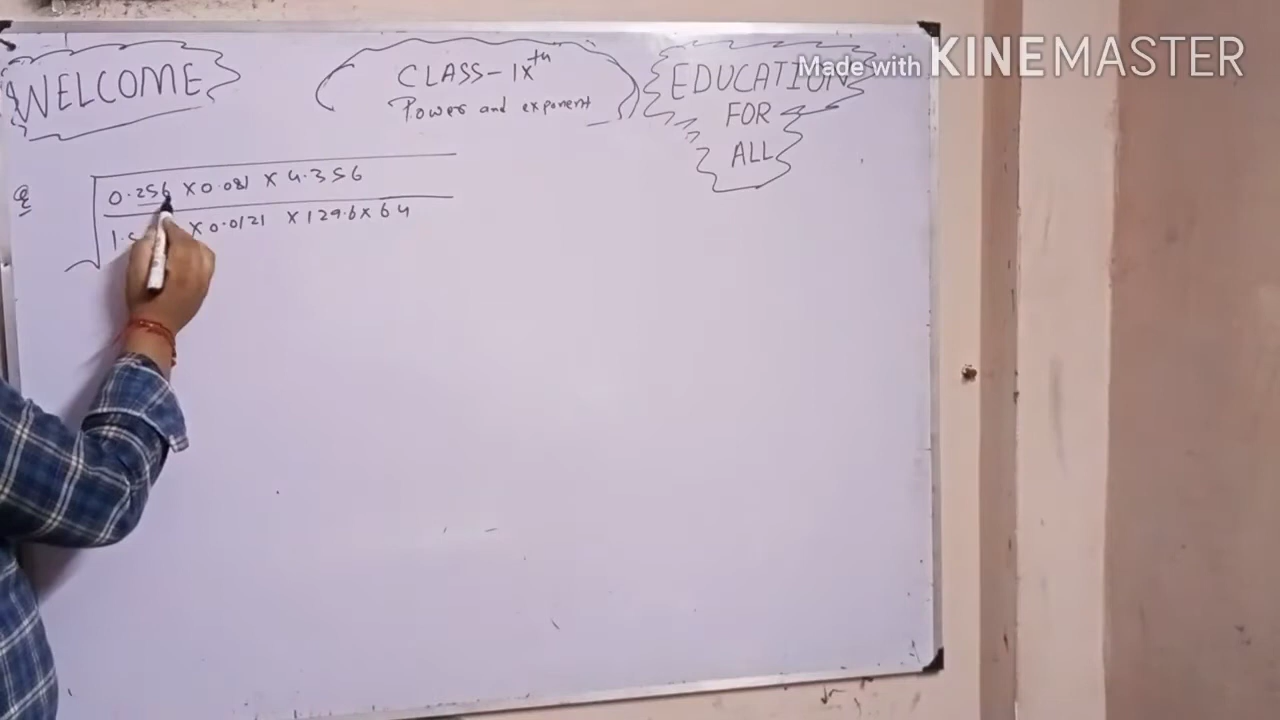 WELCOME
CLASS-IXth
Power and exponent
EDUCATION
FOR
ALL
Made with KINEMASTER
Q
0.256 × 0.081 × 4.356
× 0.0121 × 129.6 × 64